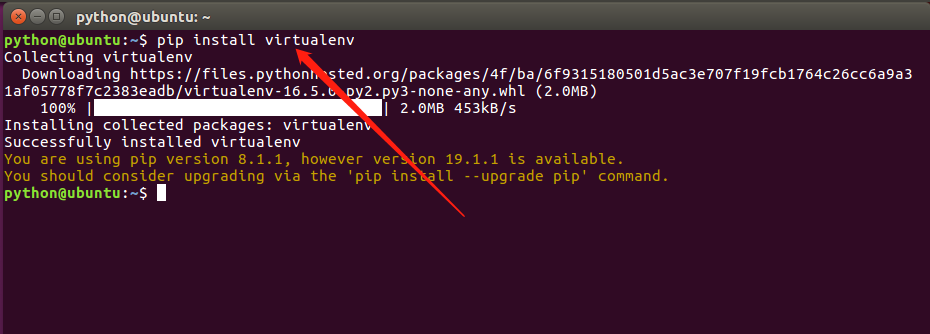 python@ubuntu: ~
python@ubuntu:~$ pip install virtualenv
Collecting virtualenv
  Downloading https://files.pythonhosted.org/packages/4f/ba/6f9315180501d5ac3e707f19fcb1764c26cc6a9a3
1af05778f7c2383eadb/virtualenv-16.5.0-py2.py3-none-any.whl (2.0MB)
    100% |████████████████████████████████| 2.0MB 453kB/s
Installing collected packages: virtualenv
Successfully installed virtualenv
You are using pip version 8.1.1, however version 19.1.1 is available.
You should consider upgrading via the 'pip install --upgrade pip' command.
python@ubuntu:~$